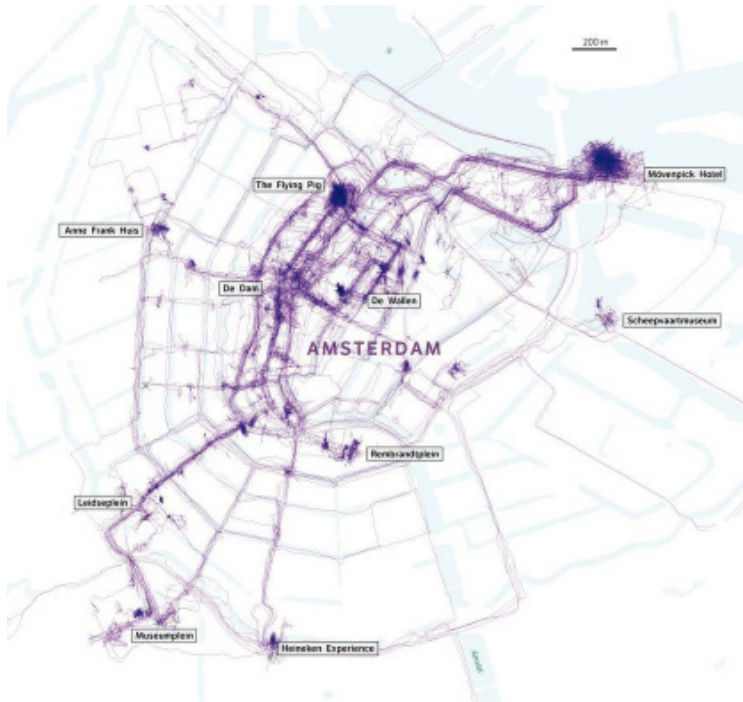 200 m
Mövenpick Hotel
The Flying Pig
Anne Frank Huis
De Dam
De Wallen
Scheepvaartmuseum
AMSTERDAM
Rembrandtplein
Leidseplein
Museumplein
Heineken Experience
Amstel